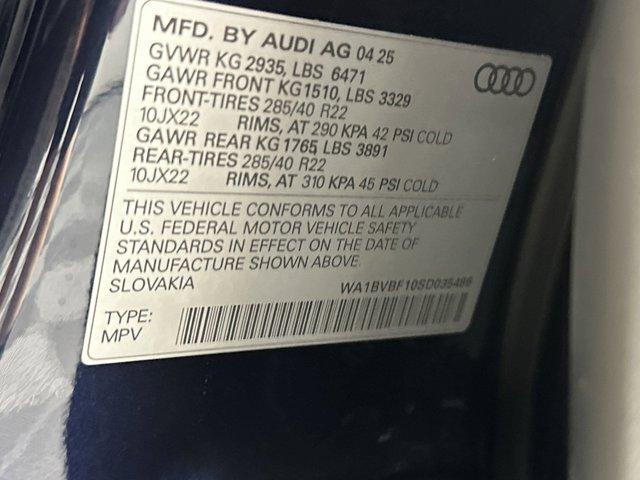 MFD. BY AUDI AG 04 25
GVWR KG 2935, LBS 6471
GAWR FRONT KG1510, LBS 3329
FRONT-TIRES 285/40 R22
10JX22 RIMS, AT 290 KPA 42 PSI COLD
GAWR REAR KG 1765 LBS 3891
REAR-TIRES 285/40 R22
10JX22 RIMS, AT 310 KPA 45 PSI COLD
THIS VEHICLE CONFORMS TO ALL APPLICABLE
U.S. FEDERAL MOTOR VEHICLE SAFETY
STANDARDS IN EFFECT ON THE DATE OF
MANUFACTURE SHOWN ABOVE.
SLOVAKIA WA1BVBF10SD035486
TYPE:
MPV